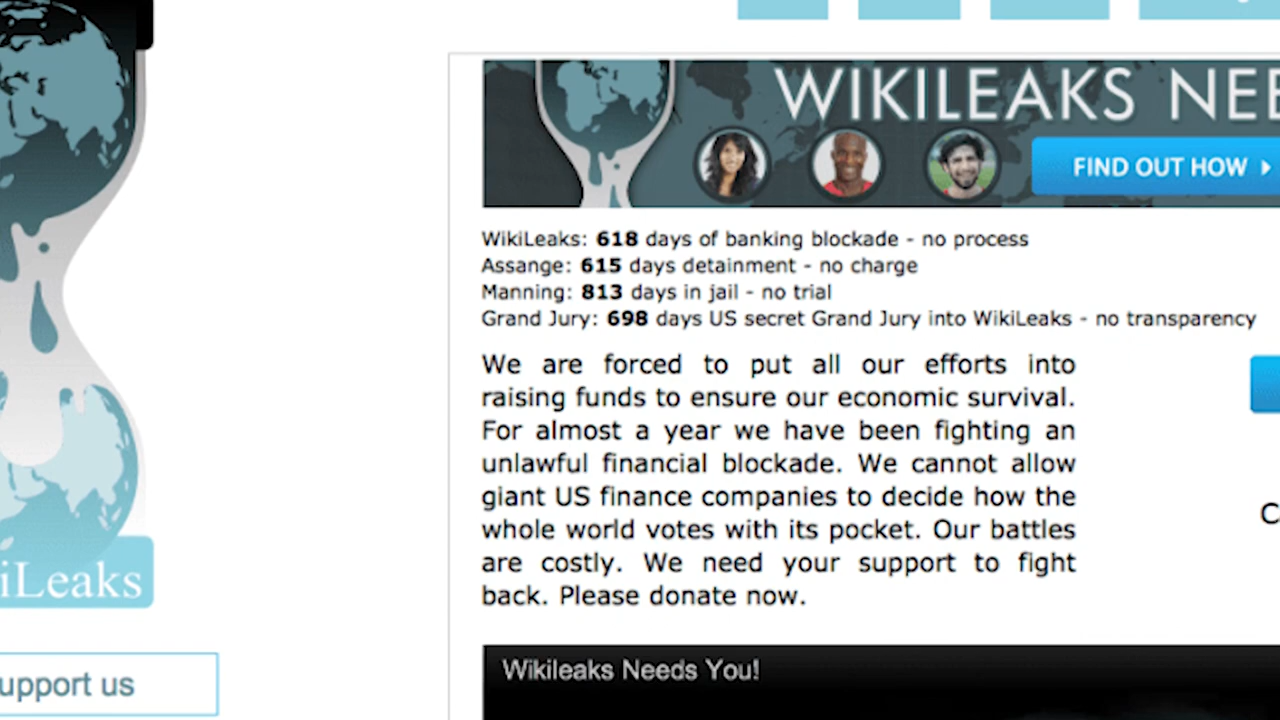 WIKILEAKS NEE
FIND OUT HOW
WikiLeaks: 618 days of banking blockade - no process
Assange: 615 days detainment - no charge
Manning: 813 days in jail - no trial
Grand Jury: 698 days US secret Grand Jury into WikiLeaks - no transparency
We are forced to put all our efforts into
raising funds to ensure our economic survival.
For almost a year we have been fighting an
unlawful financial blockade. We cannot allow
giant US finance companies to decide how the
whole world votes with its pocket. Our battles
are costly. We need your support to fight
back. Please donate now.
C
iLeaks
upport us
Wikileaks Needs You!